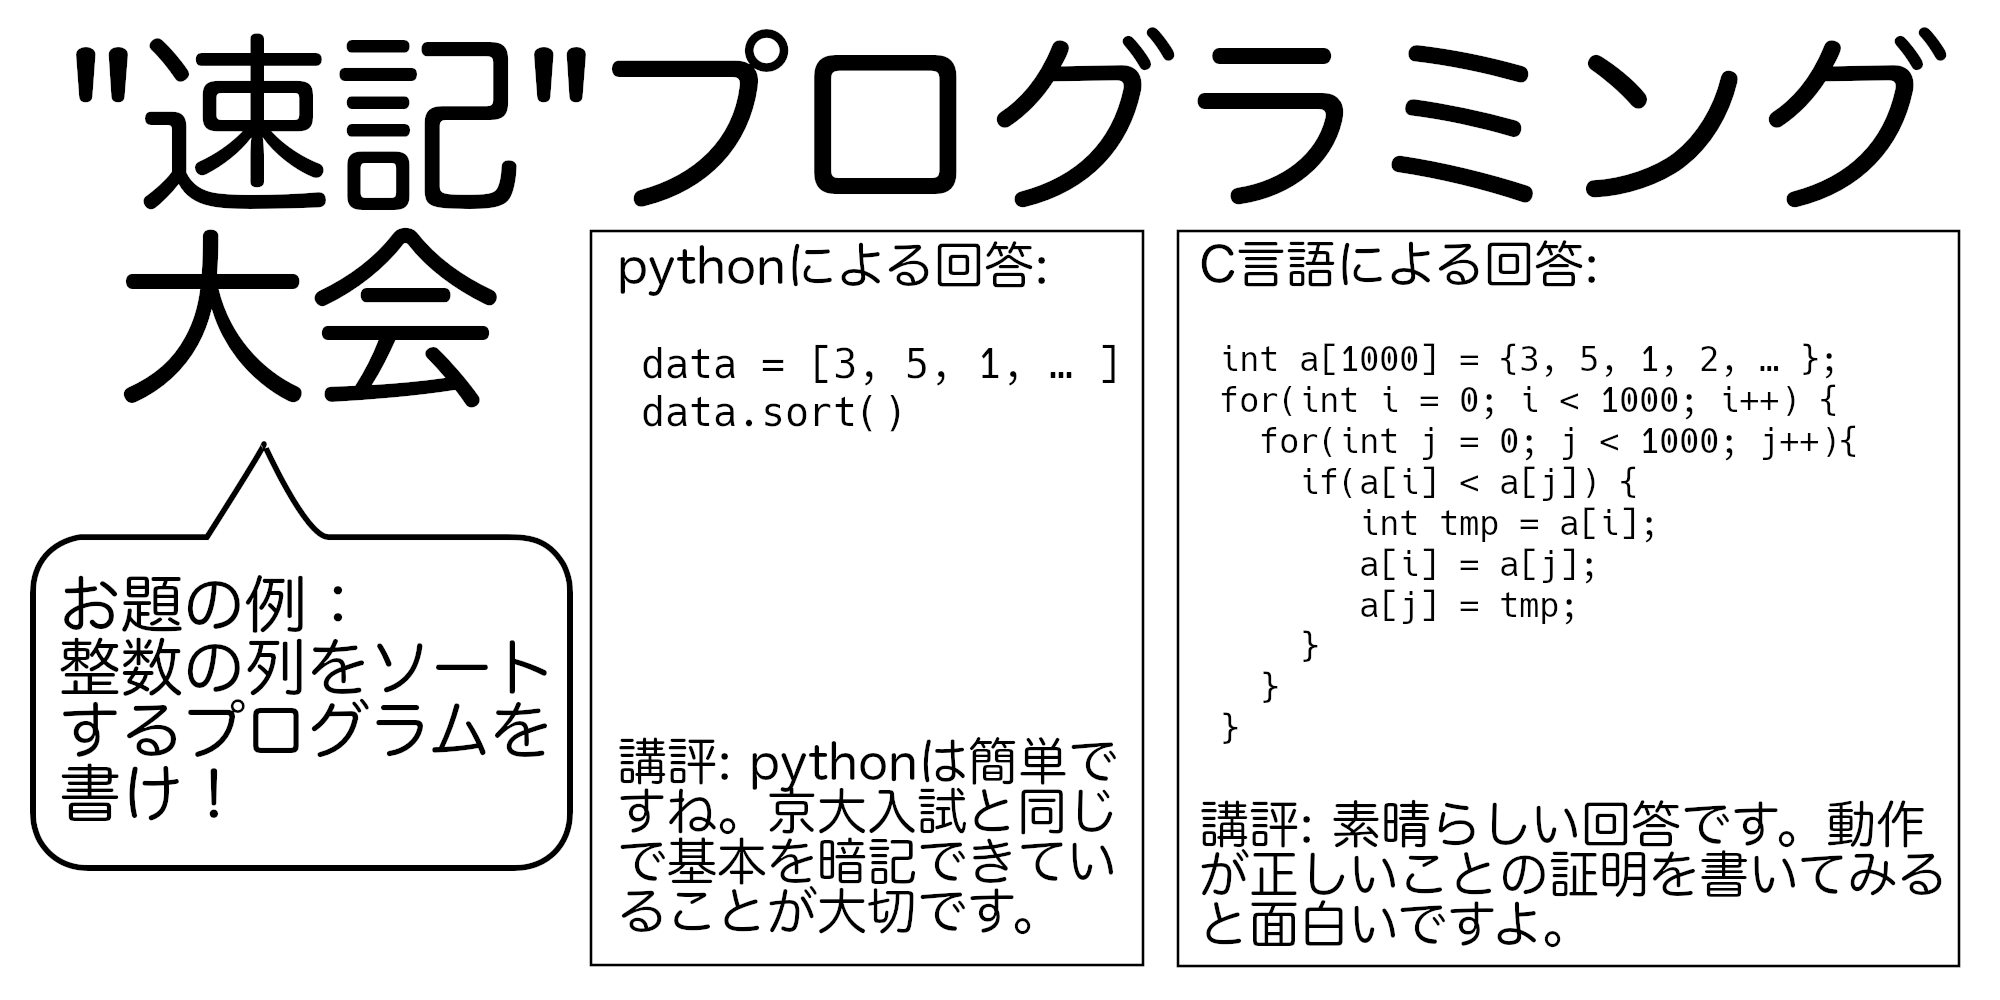 "速記"プログラミング
大会
お題の例：
整数の列をソート
するプログラムを
書け！
pythonによる回答:
data = [3, 5, 1, … ]
data.sort()
講評: pythonは簡単で
すね。京大入試と同じ
で基本を暗記できてい
ることが大切です。
C言語による回答:
int a[1000] = {3, 5, 1, 2, … };
for(int i = 0; i < 1000; i++) {
  for(int j = 0; j < 1000; j++){
    if(a[i] < a[j]) {
       int tmp = a[i];
       a[i] = a[j];
       a[j] = tmp;
    }
  }
}
講評: 素晴らしい回答です。動作
が正しいことの証明を書いてみる
と面白いですよ。